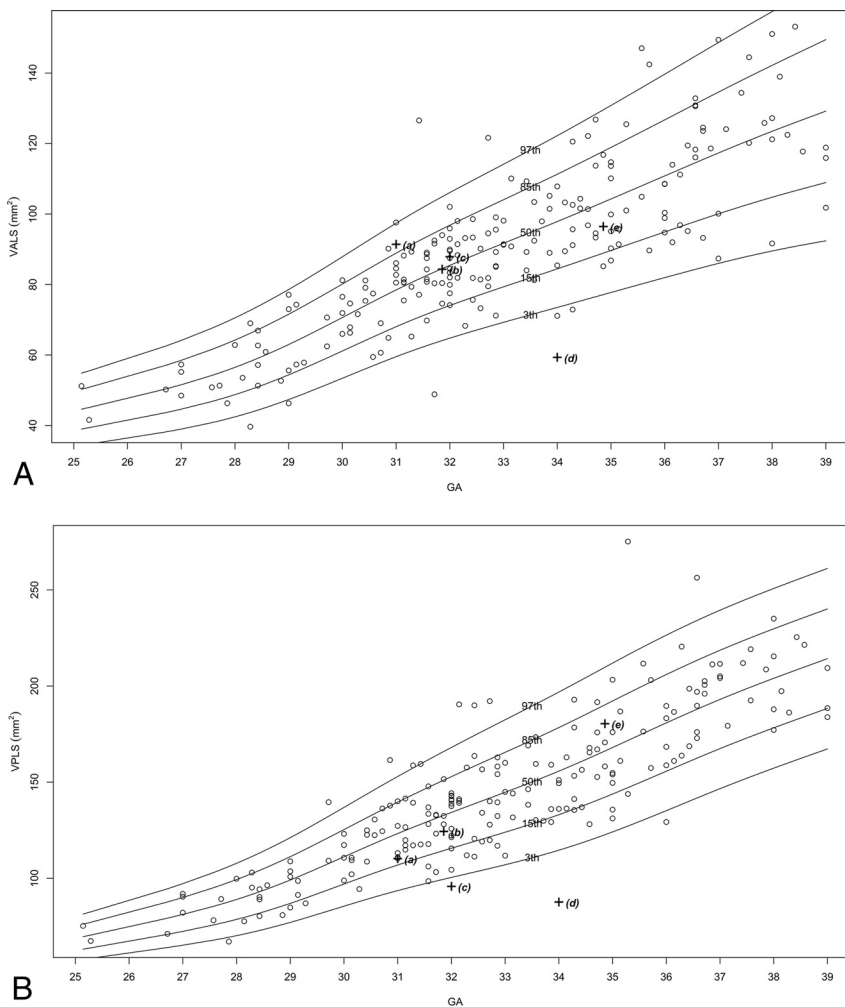 140
120
100
80
60
40
VALS (mm²)
97th
85th
50th
15th
3th
(a)
(b)
(c)
(d)
(e)
25 26 27 28 29 30 31 32 33 34 35 36 37 38 39
GA
A
250
200
150
100
VPLS (mm²)
97th
85th
50th
15th
3th
(a)
(b)
(c)
(d)
(e)
25 26 27 28 29 30 31 32 33 34 35 36 37 38 39
GA
B